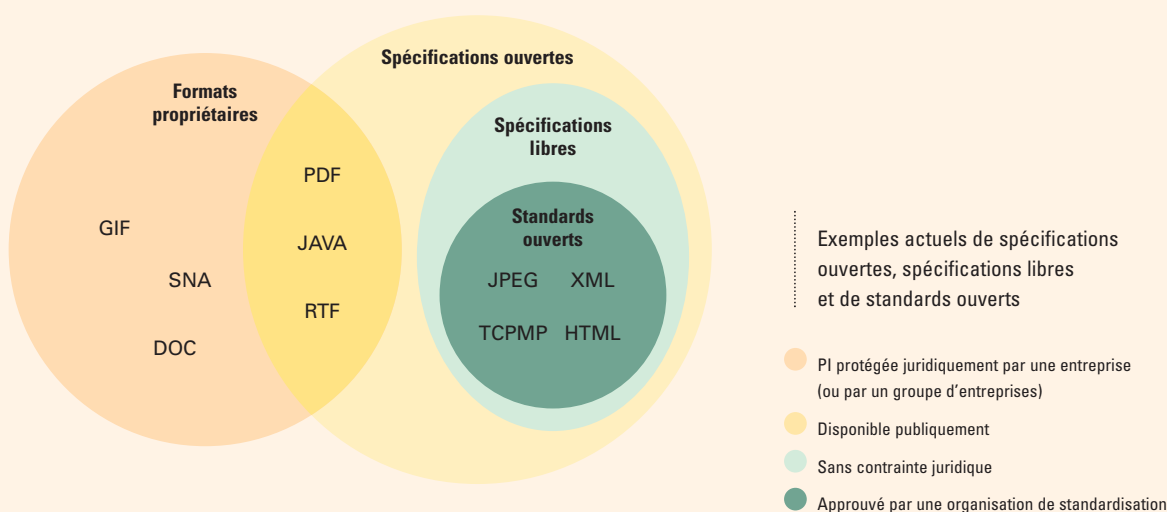 Spécifications ouvertes
Formats
propriétaires
Spécifications
libres
PDF
Standards
ouverts
GIF
JAVA
SNA
JPEG XML
RTF
TCPMP HTML
DOC
Exemples actuels de spécifications
ouvertes, spécifications libres
et de standards ouverts
PI protégée juridiquement par une entreprise
(ou par un groupe d'entreprises)
Disponible publiquement
Sans contrainte juridique
Approuvé par une organisation de standardisation